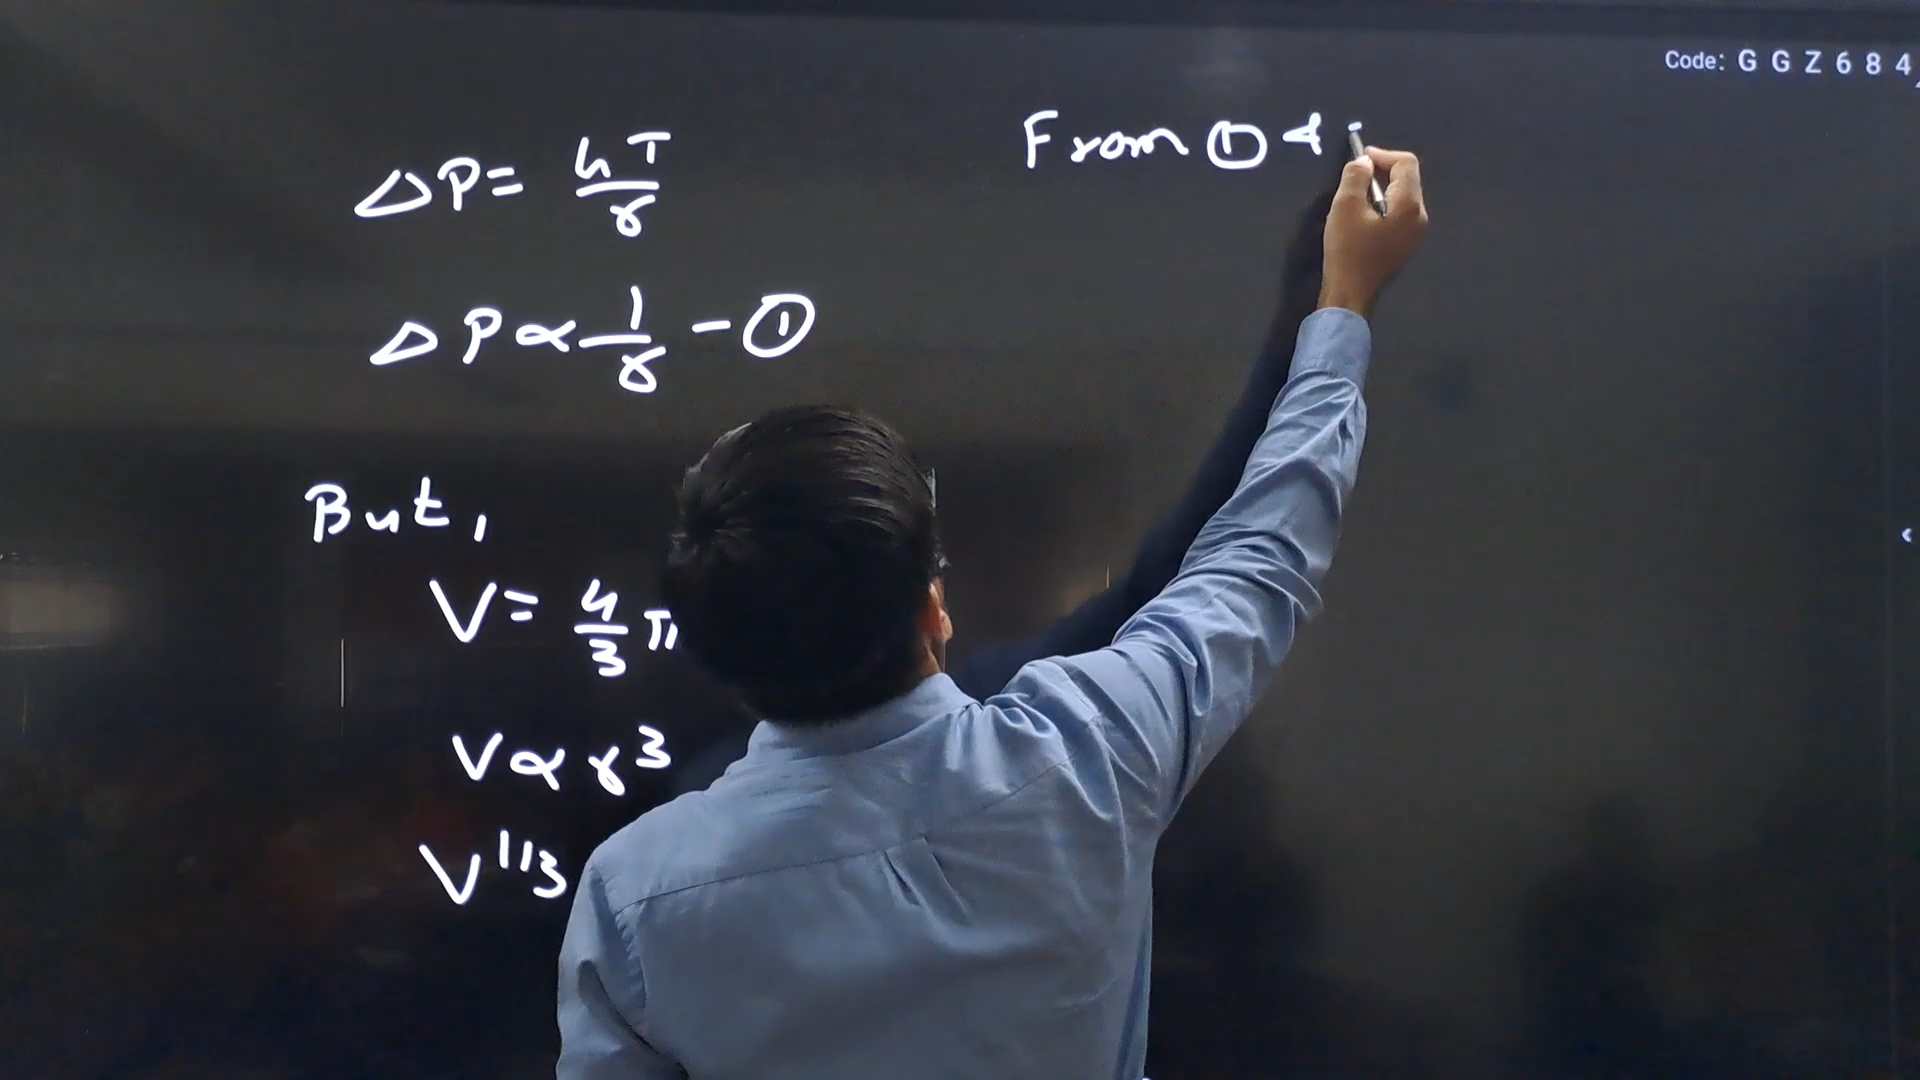 Code: G G Z 6 8 4
ΔP = 4T/r
ΔP ∝ 1/r - ①
But,
V = 4/3 π
V ∝ r³
V^1/3
From ① &